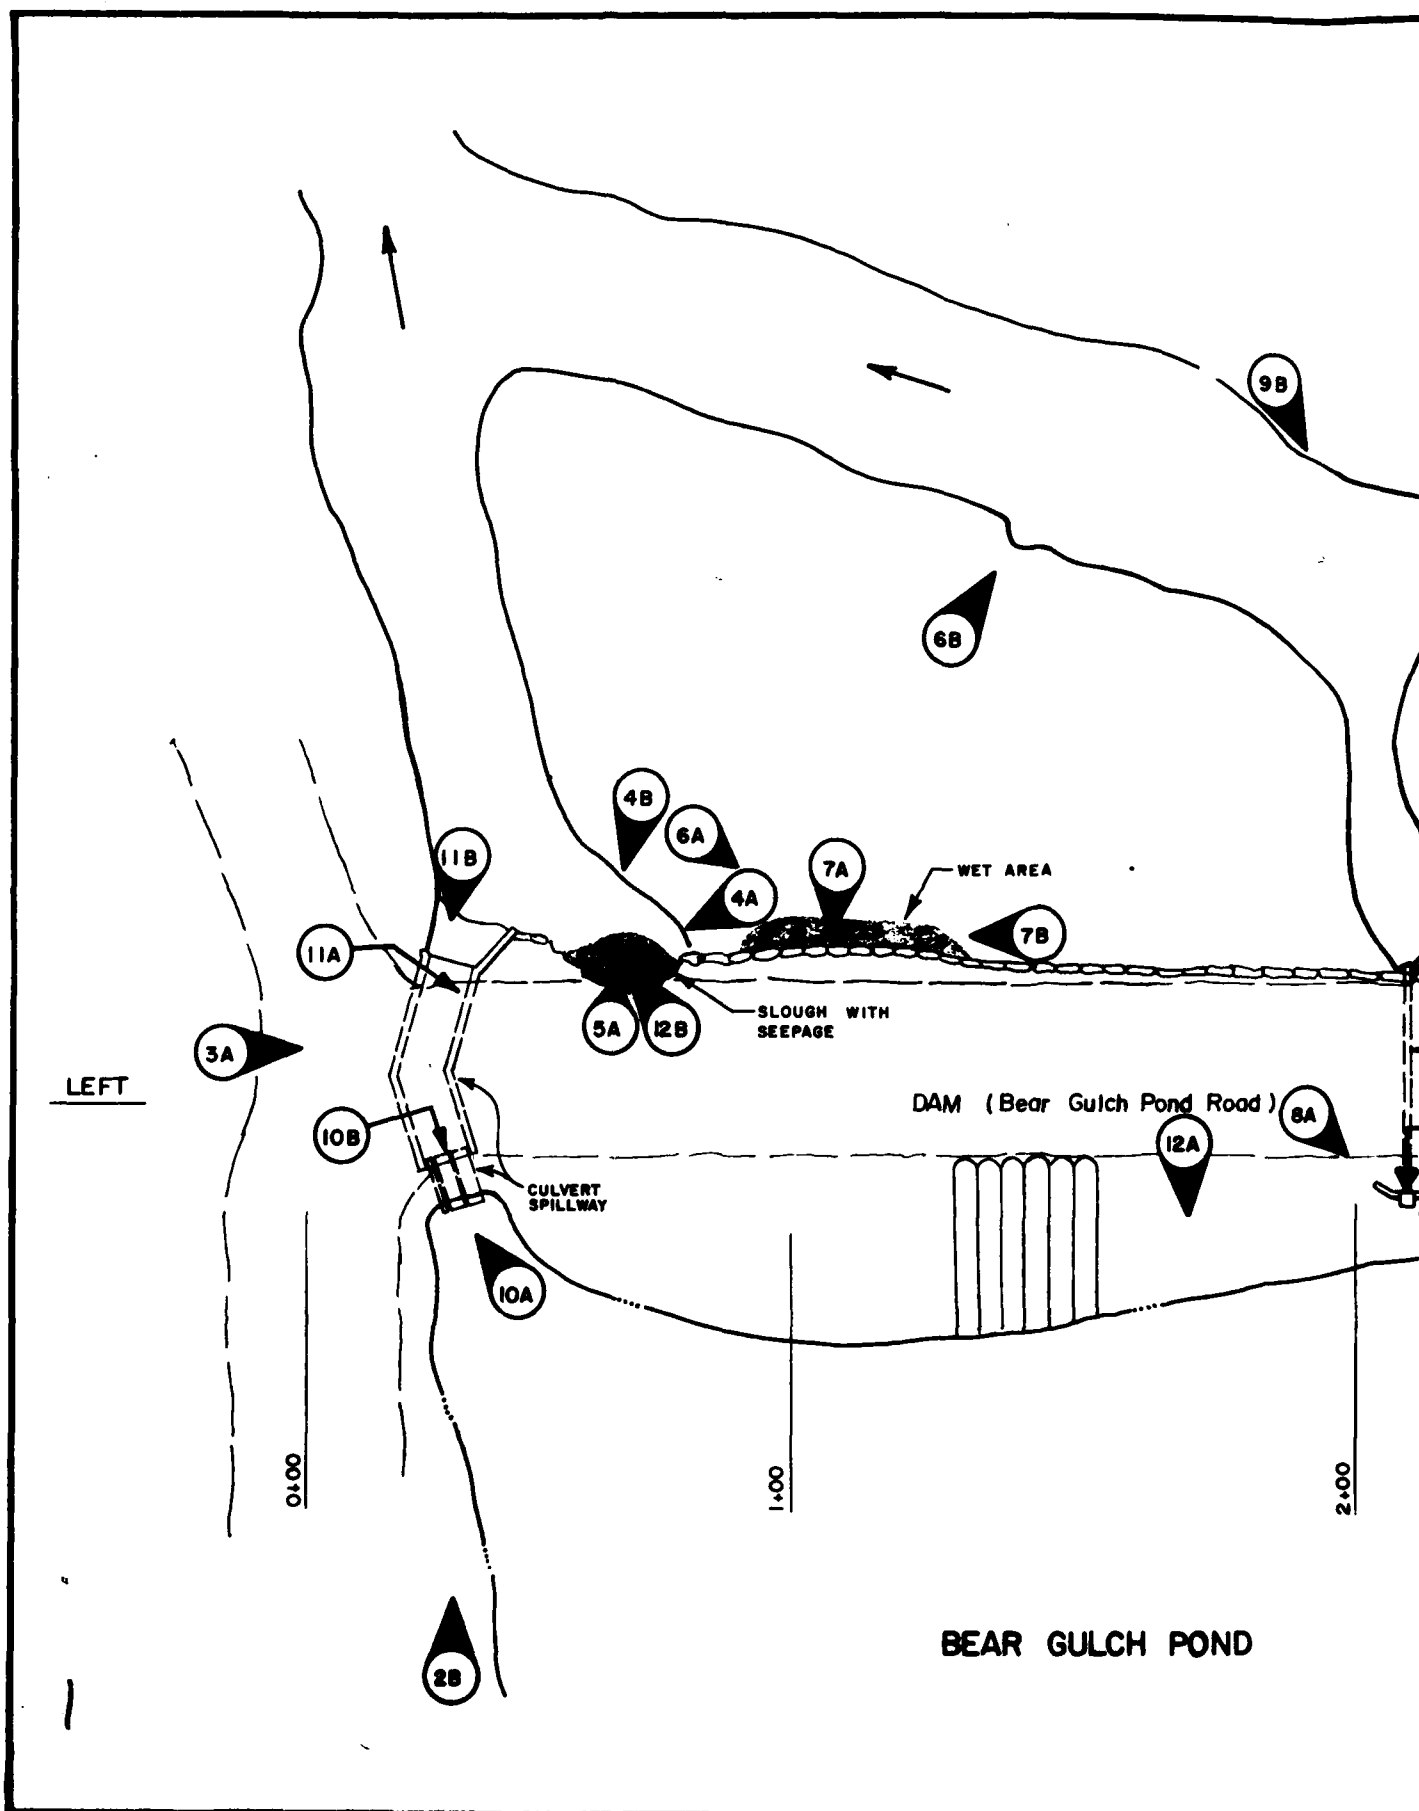 9B
6B
4B
6A
11B
7A
WET AREA
4A
7B
11A
SLOUGH WITH
SEEPAGE
5A
12B
3A
LEFT
DAM (Bear Gulch Pond Road)
8A
10B
12A
CULVERT
SPILLWAY
10A
0+00
1+00
2+00
BEAR GULCH POND
2B